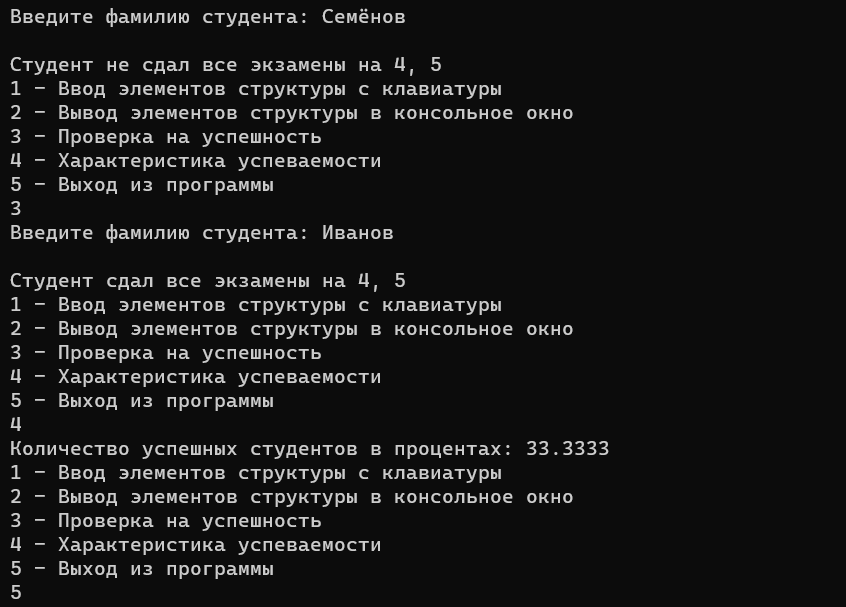 Введите фамилию студента: Семёнов
Студент не сдал все экзамены на 4, 5
1 - Ввод элементов структуры с клавиатуры
2 - Вывод элементов структуры в консольное окно
3 - Проверка на успешность
4 - Характеристика успеваемости
5 - Выход из программы
3
Введите фамилию студента: Иванов
Студент сдал все экзамены на 4, 5
1 - Ввод элементов структуры с клавиатуры
2 - Вывод элементов структуры в консольное окно
3 - Проверка на успешность
4 - Характеристика успеваемости
5 - Выход из программы
4
Количество успешных студентов в процентах: 33.3333
1 - Ввод элементов структуры с клавиатуры
2 - Вывод элементов структуры в консольное окно
3 - Проверка на успешность
4 - Характеристика успеваемости
5 - Выход из программы
5